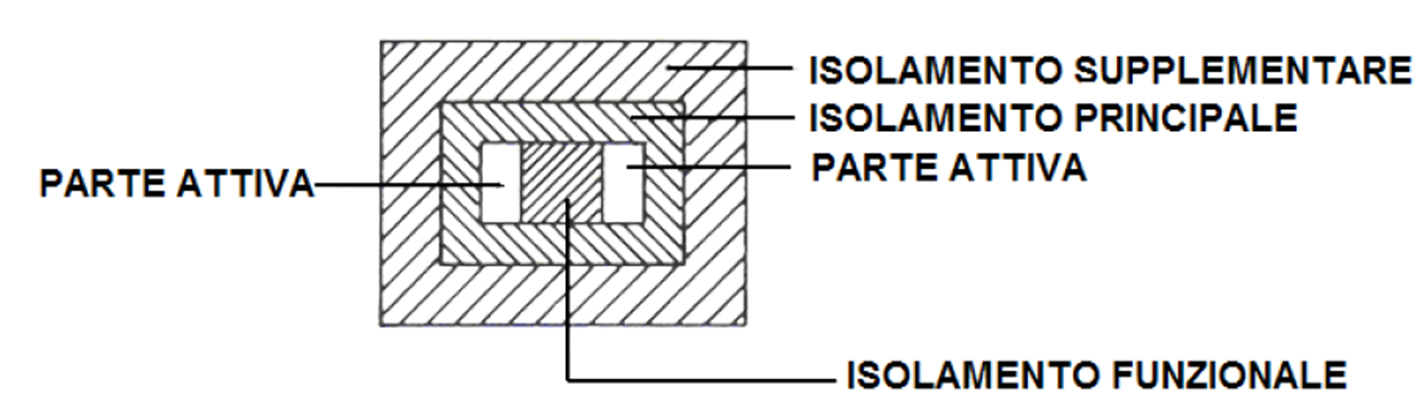 ISOLAMENTO SUPPLEMENTARE
ISOLAMENTO PRINCIPALE
PARTE ATTIVA
PARTE ATTIVA
ISOLAMENTO FUNZIONALE